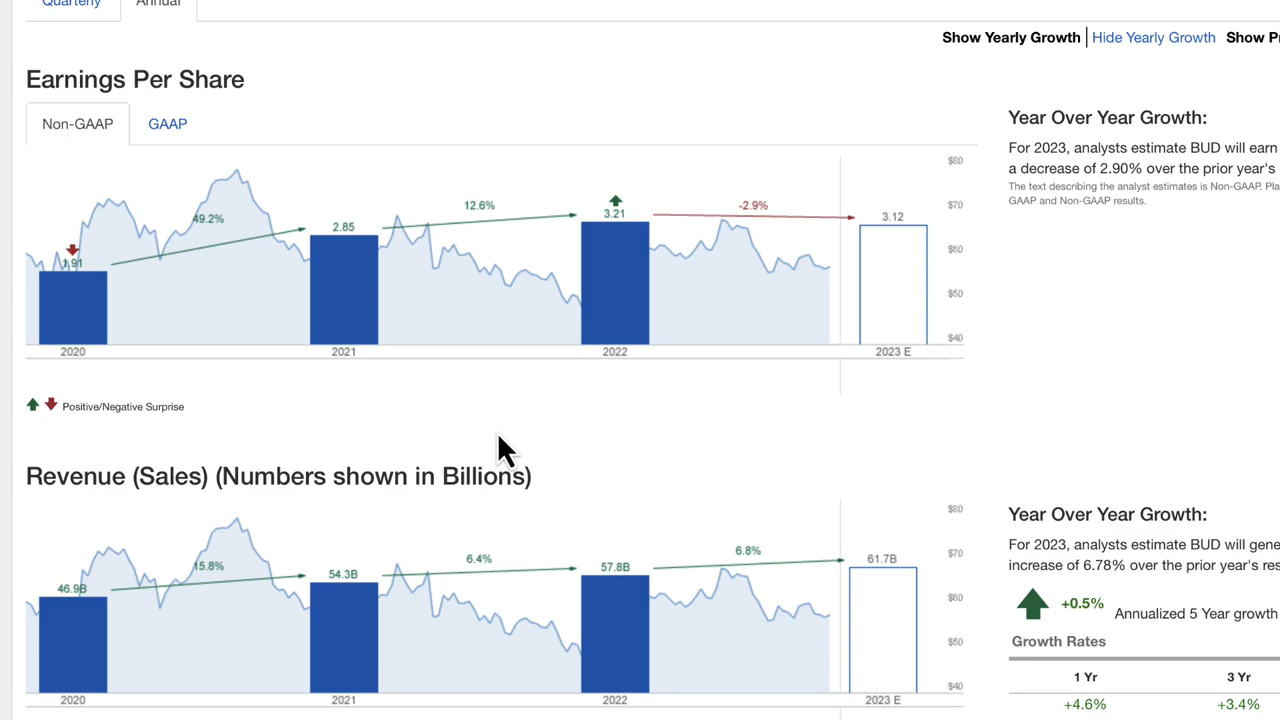 Quarterly Annual
Show Yearly Growth Hide Yearly Growth Show
Earnings Per Share
Non-GAAP GAAP
$80
$70
$60
$50
$40
1.91
49.2%
2.85
12.6%
3.21
-2.9%
3.12
2020 2021 2022 2023 E
Positive/Negative Surprise
Year Over Year Growth:
For 2023, analysts estimate BUD will earn
a decrease of 2.90% over the prior year's
The text describing the analyst estimates is Non-GAAP.
GAAP and Non-GAAP results.
Revenue (Sales) (Numbers shown in Billions)
$80
$70
$60
$50
$40
46.9B
15.8%
54.3B
6.4%
57.8B
6.8%
61.7B
2020 2021 2022 2023 E
Year Over Year Growth:
For 2023, analysts estimate BUD will
increase of 6.78% over the prior year's
+0.5% Annualized 5 Year growth
Growth Rates
1 Yr 3 Yr
+4.6% +3.4%